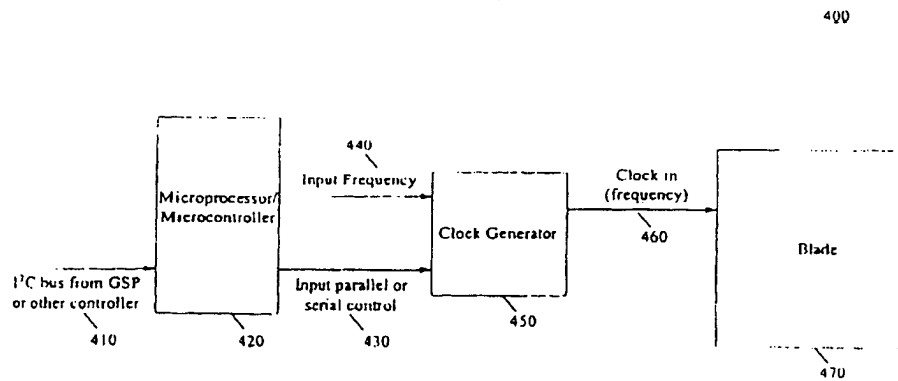 400
440
Input Frequency
Microprocessor/
Microcontroller
Clock in
(frequency)
460
Clock Generator
Blade
I²C bus from GSP
or other controller
Input parallel or
serial control
450
410
420
430
470